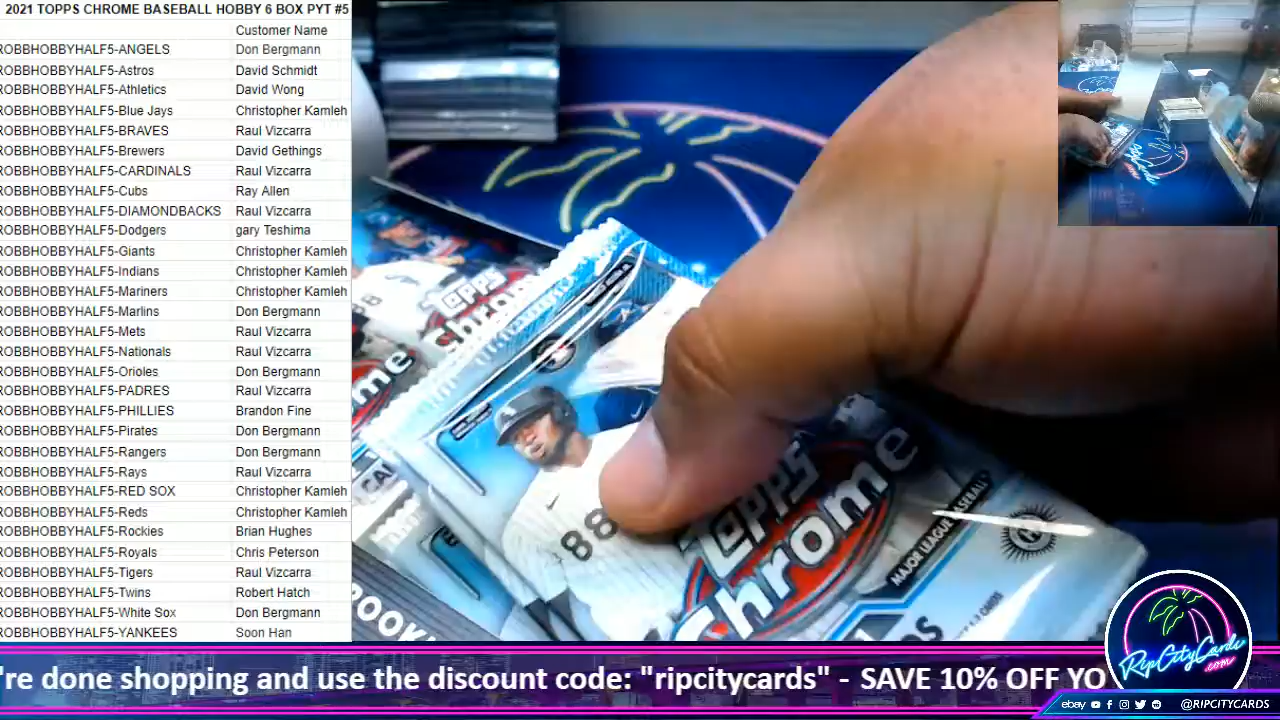 2021 TOPPS CHROME BASEBALL HOBBY 6 BOX PYT #5
Customer Name
ROBBHOBBYHALF5-ANGELS Don Bergmann
ROBBHOBBYHALF5-Astros David Schmidt
ROBBHOBBYHALF5-Athletics David Wong
ROBBHOBBYHALF5-Blue Jays Christopher Kamleh
ROBBHOBBYHALF5-BRAVES Raul Vizcarra
ROBBHOBBYHALF5-Brewers David Gethings
ROBBHOBBYHALF5-CARDINALS Raul Vizcarra
ROBBHOBBYHALF5-Cubs Ray Allen
ROBBHOBBYHALF5-DIAMONDBACKS Raul Vizcarra
ROBBHOBBYHALF5-Dodgers gary Teshima
ROBBHOBBYHALF5-Giants Christopher Kamleh
ROBBHOBBYHALF5-Indians Christopher Kamleh
ROBBHOBBYHALF5-Mariners Christopher Kamleh
ROBBHOBBYHALF5-Marlins Don Bergmann
ROBBHOBBYHALF5-Mets Raul Vizcarra
ROBBHOBBYHALF5-Nationals Raul Vizcarra
ROBBHOBBYHALF5-Orioles Don Bergmann
ROBBHOBBYHALF5-PADRES Raul Vizcarra
ROBBHOBBYHALF5-PHILLIES Brandon Fine
ROBBHOBBYHALF5-Pirates Don Bergmann
ROBBHOBBYHALF5-Rangers Don Bergmann
ROBBHOBBYHALF5-Rays Raul Vizcarra
ROBBHOBBYHALF5-RED SOX Christopher Kamleh
ROBBHOBBYHALF5-Reds Christopher Kamleh
ROBBHOBBYHALF5-Rockies Brian Hughes
ROBBHOBBYHALF5-Royals Chris Peterson
ROBBHOBBYHALF5-Tigers Raul Vizcarra
ROBBHOBBYHALF5-Twins Robert Hatch
ROBBHOBBYHALF5-White Sox Don Bergmann
ROBBHOBBYHALF5-YANKEES Soon Han
Topps
Chrome
me
88
Topps
Chrome
MAJOR LEAGUE BASEBALL
RipCityCards
.com
're done shopping and use the discount code: "ripcitycards" - SAVE 10% OFF YO
ebay @RIPCITYCARDS